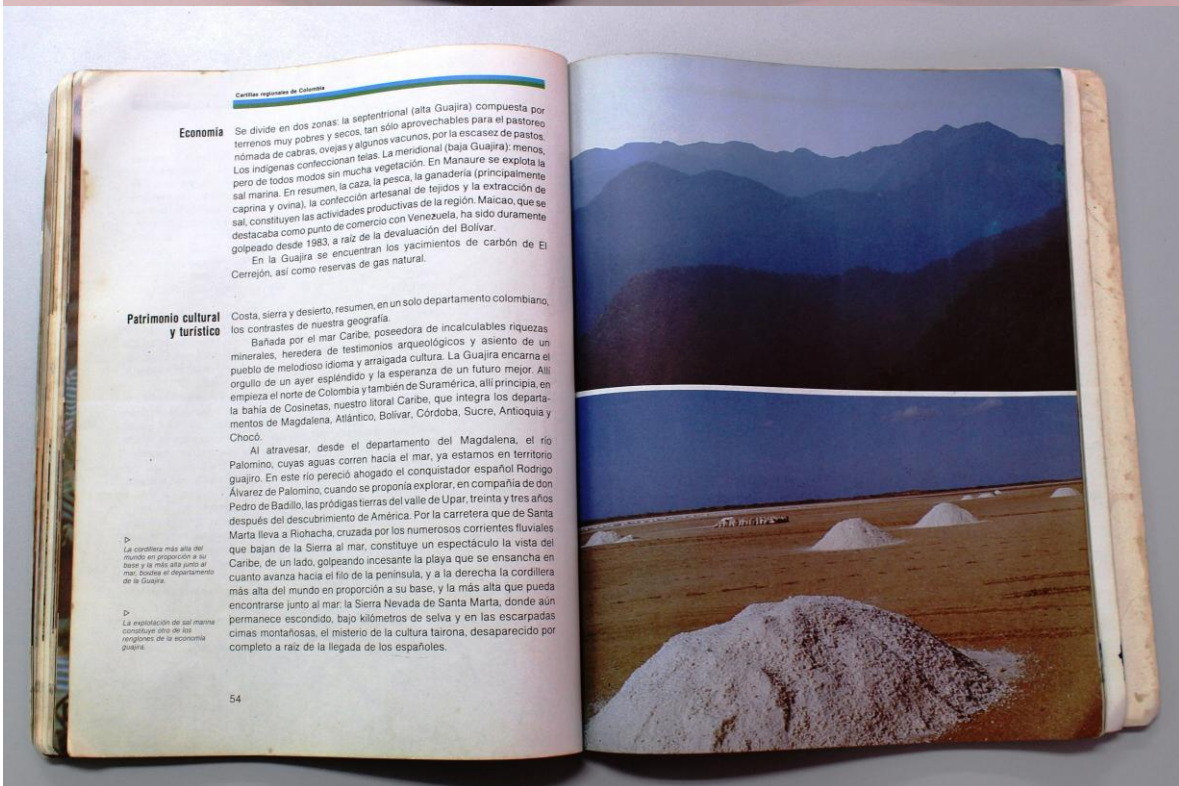 Cartillas regionales de Colombia
Economía
Se divide en dos zonas: la septentrional (alta Guajira) compuesta por
terrenos muy pobres y secos, tan sólo aprovechables para el pastoreo
nómada de cabras, ovejas y algunos vacunos, por la escasez de pastos.
Los indígenas confeccionan telas. La meridional (baja Guajira): menos,
pero de todos modos sin mucha vegetación. En Manaure se explota la
sal marina. En resumen, la caza, la pesca, la ganadería (principalmente
caprina y ovina), la confección artesanal de tejidos y la extracción de
sal, constituyen las actividades productivas de la región. Maicao, que se
destacaba como punto de comercio con Venezuela, ha sido duramente
golpeado desde 1983, a raíz de la devaluación del Bolívar.
En la Guajira se encuentran los yacimientos de carbón de El
Cerrejón, así como reservas de gas natural.
Patrimonio cultural
y turístico
Costa, sierra y desierto, resumen, en un solo departamento colombiano,
los contrastes de nuestra geografía.
Bañada por el mar Caribe, poseedora de incalculables riquezas
minerales, heredera de testimonios arqueológicos y asiento de un
pueblo de melodioso idioma y arraigada cultura. La Guajira encarna el
orgullo de un ayer espléndido y la esperanza de un futuro mejor. Allí
empieza el norte de Colombia y también de Suramérica, allí principia, en
la bahía de Cosinetas, nuestro litoral Caribe, que integra los departa-
mentos de Magdalena, Atlántico, Bolívar, Córdoba, Sucre, Antioquia y
Chocó.
Al atravesar, desde el departamento del Magdalena, el río
Palomino, cuyas aguas corren hacia el mar, ya estamos en territorio
guajiro. En este río pereció ahogado el conquistador español Rodrigo
Álvarez de Palomino, cuando se proponía explorar, en compañía de don
Pedro de Badillo, las pródigas tierras del valle de Upar, treinta y tres años
después del descubrimiento de América. Por la carretera que de Santa
Marta lleva a Riohacha, cruzada por los numerosos corrientes fluviales
que bajan de la Sierra al mar, constituye un espectáculo la vista del
Caribe, de un lado, golpeando incesante la playa que se ensancha en
cuanto avanza hacia el filo de la península, y a la derecha la cordillera
más alta del mundo en proporción a su base, y la más alta que pueda
encontrarse junto al mar: la Sierra Nevada de Santa Marta, donde aún
permanece escondido, bajo kilómetros de selva y en las escarpadas
cimas montañosas, el misterio de la cultura tairona, desaparecido por
completo a raíz de la llegada de los españoles.
La cordillera más alta del
mundo en proporción a su
base y la más alta junto al
mar, boidea el departamento
de la Guajira.
La explotación de sal marina
constituye otro de los
renglones de la economía
guajira.
54